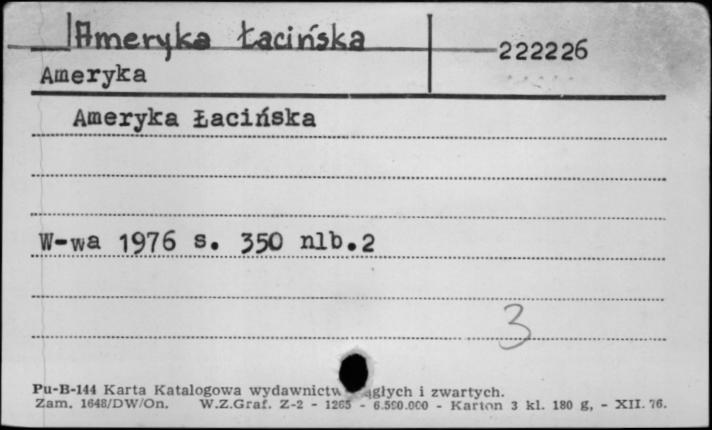 Ameryka Łacińska 222226
Ameryka
Ameryka Łacińska
W-wa 1976 s. 350 nlb.2
3
Pu-B-144 Karta Katalogowa i zwartych.
Zam. 1648/DW/On. W.Z.Graf. Z-2 - 1265 - 6.500.000 - Karton 3 kl. 180 g, - XII. 76.